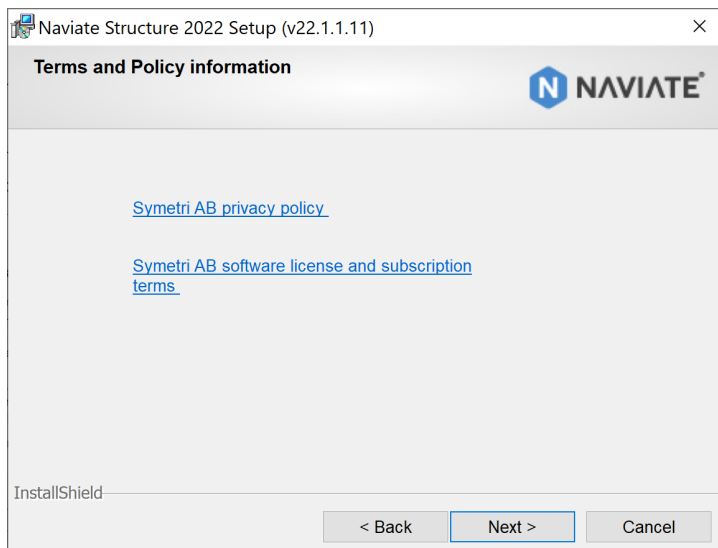 Naviate Structure 2022 Setup (v22.1.1.11)
Terms and Policy information
N NAVIATE®
Symetri AB privacy policy
Symetri AB software license and subscription
terms
InstallShield
< Back
Next >
Cancel